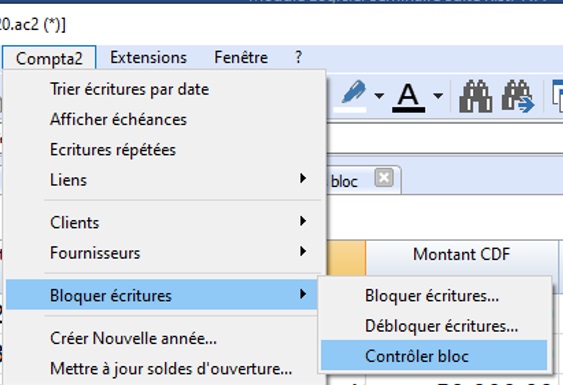 20.ac2 (*)]
Compta2 Extensions Fenêtre ?
Trier écritures par date
Afficher échéances
Ecritures répétées
Liens
bloc
Clients
Fournisseurs
Montant CDF
Bloquer écritures
Bloquer écritures...
Débloquer écritures...
Contrôler bloc
Créer Nouvelle année...
Mettre à jour soldes d'ouverture...